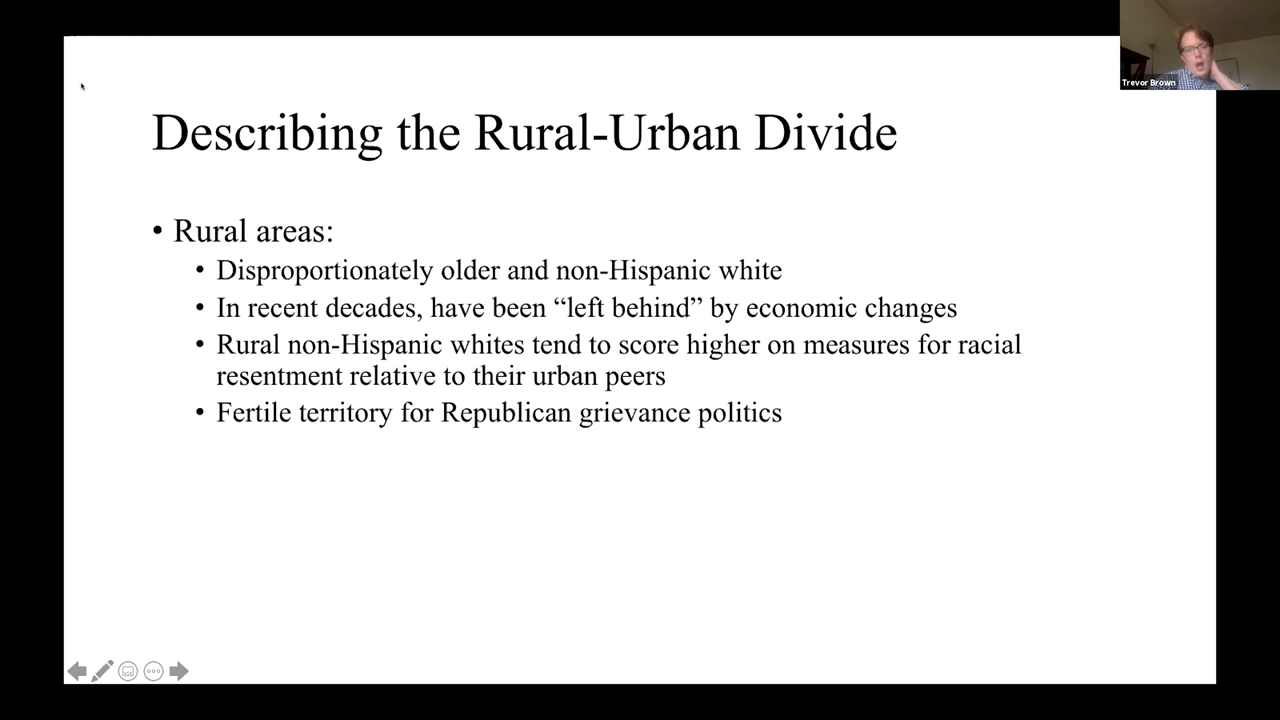 Trevor Brown
Describing the Rural-Urban Divide
• Rural areas:
• Disproportionately older and non-Hispanic white
• In recent decades, have been “left behind” by economic changes
• Rural non-Hispanic whites tend to score higher on measures for racial
resentment relative to their urban peers
• Fertile territory for Republican grievance politics